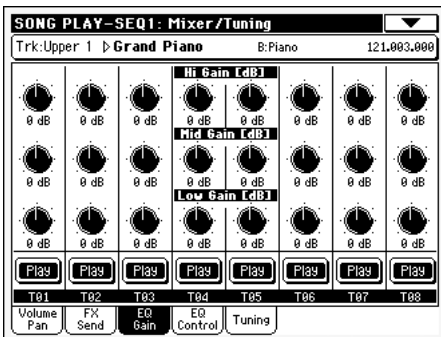 SONG PLAY-SEQ1: Mixer/Tuning
Trk:Upper 1 Grand Piano B:Piano 121.003.000
Hi Gain [dB]
0 dB 0 dB 0 dB 0 dB 0 dB 0 dB 0 dB 0 dB
Mid Gain [dB]
0 dB 0 dB 0 dB 0 dB 0 dB 0 dB 0 dB 0 dB
Low Gain [dB]
0 dB 0 dB 0 dB 0 dB 0 dB 0 dB 0 dB 0 dB
Play Play Play Play Play Play Play Play
T01 T02 T03 T04 T05 T06 T07 T08
Volume Pan FX Send EQ Gain EQ Control Tuning